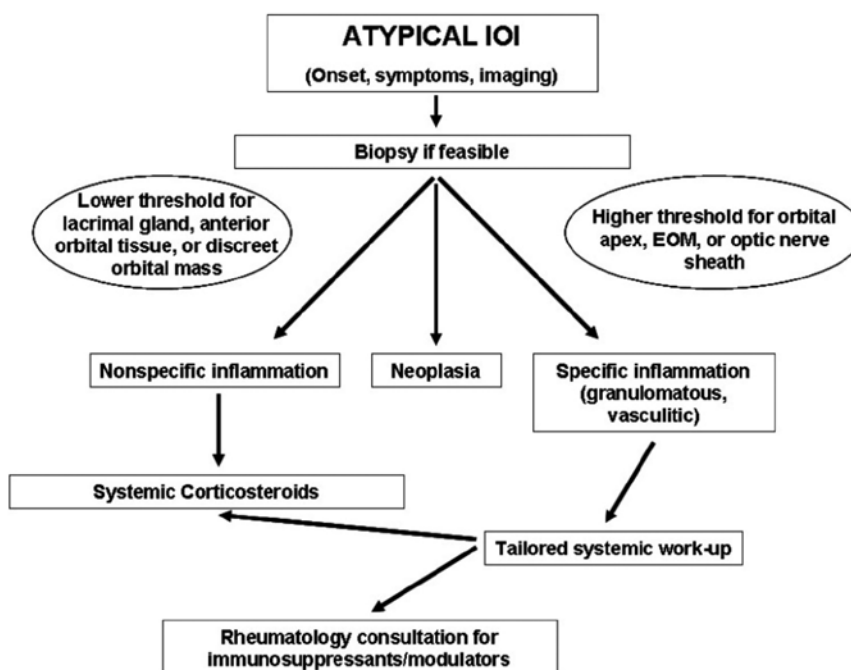 ATYPICAL IOI
(Onset, symptoms, imaging)
Biopsy if feasible
Lower threshold for
lacrimal gland, anterior
orbital tissue, or discreet
orbital mass
Higher threshold for orbital
apex, EOM, or optic nerve
sheath
Nonspecific inflammation
Neoplasia
Specific inflammation
(granulomatous,
vasculitic)
Systemic Corticosteroids
Tailored systemic work-up
Rheumatology consultation for
immunosuppressants/modulators